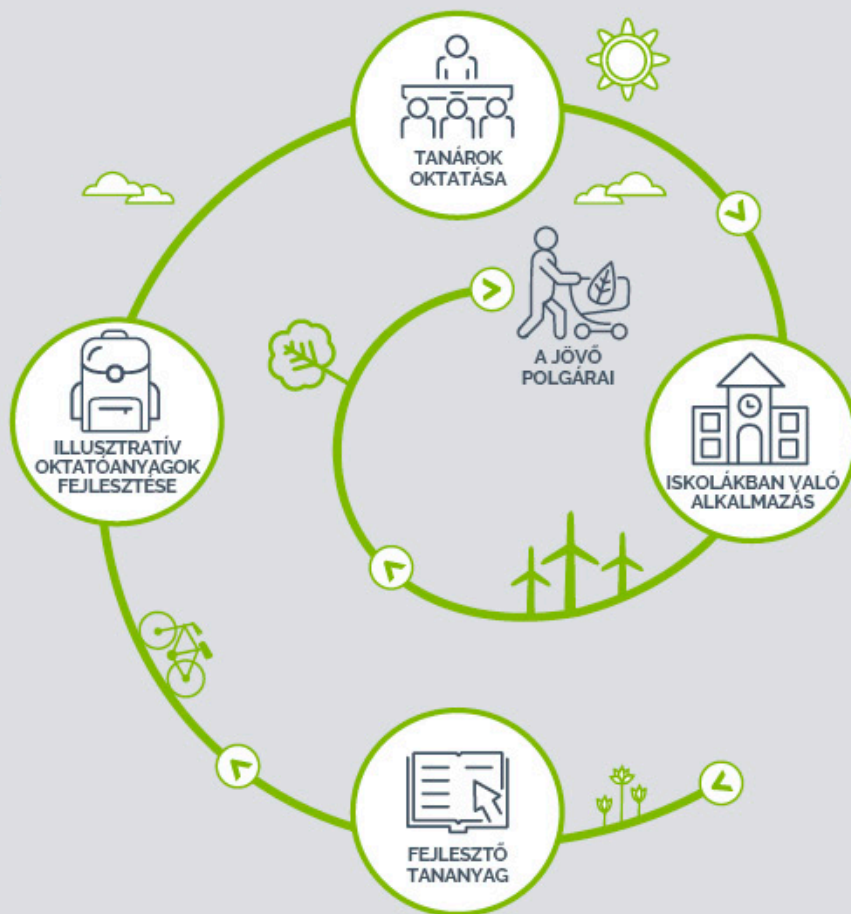 TANÁROK
OKTATÁSA
A JÖVŐ
POLGÁRAI
ILLUSZTRATÍV
OKTATÓANYAGOK
FEJLESZTÉSE
ISKOLÁKBAN VALÓ
ALKALMAZÁS
FEJLESZTŐ
TANANYAG